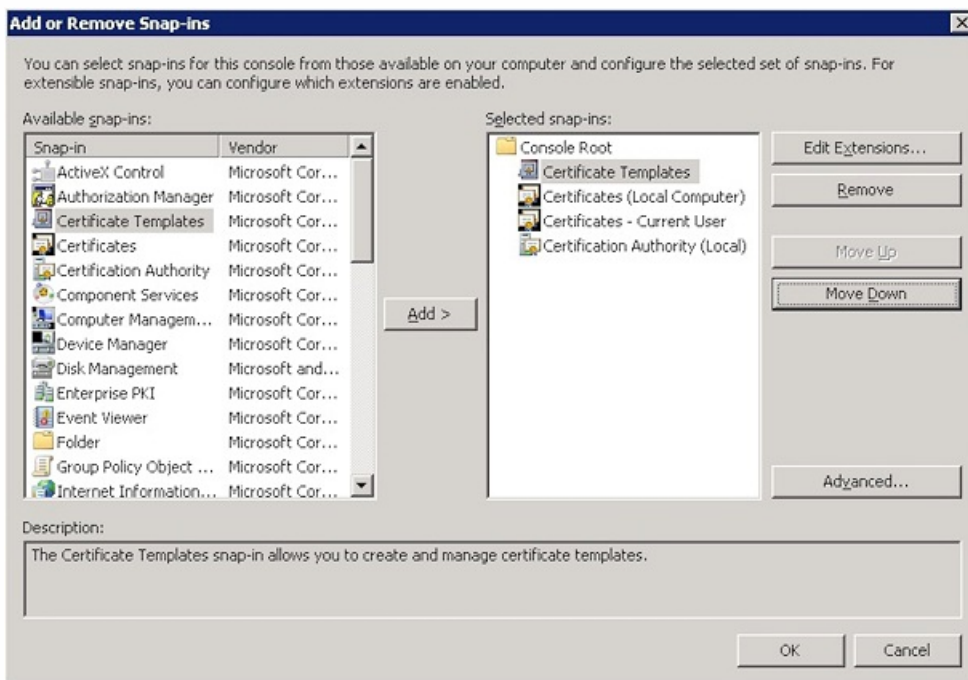 Add or Remove Snap-ins
You can select snap-ins for this console from those available on your computer and configure the selected set of snap-ins. For
extensible snap-ins, you can configure which extensions are enabled.
Available snap-ins:
Snap-in Vendor
ActiveX Control Microsoft Cor...
Authorization Manager Microsoft Cor...
Certificate Templates Microsoft Cor...
Certificates Microsoft Cor...
Certification Authority Microsoft Cor...
Component Services Microsoft Cor...
Computer Managem... Microsoft Cor...
Device Manager Microsoft Cor...
Disk Management Microsoft and...
Enterprise PKI Microsoft Cor...
Event Viewer Microsoft Cor...
Folder Microsoft Cor...
Group Policy Object ... Microsoft Cor...
Internet Information... Microsoft Cor...
Add >
Selected snap-ins:
Console Root
Certificate Templates
Certificates (Local Computer)
Certificates - Current User
Certification Authority (Local)
Edit Extensions...
Remove
Move Up
Move Down
Advanced...
Description:
The Certificate Templates snap-in allows you to create and manage certificate templates.
OK
Cancel